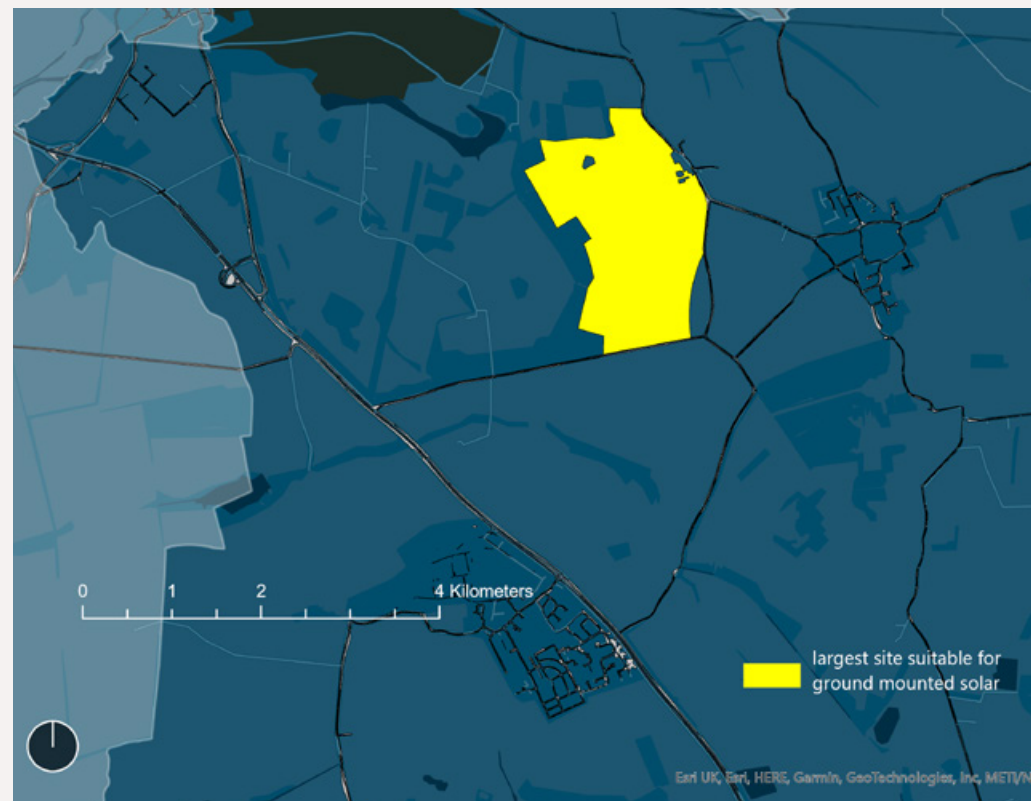 0 1 2 4 Kilometers
largest site suitable for
ground mounted solar
Esri UK, Esri, HERE, Garmin, GeoTechnologies, Inc, METI/N